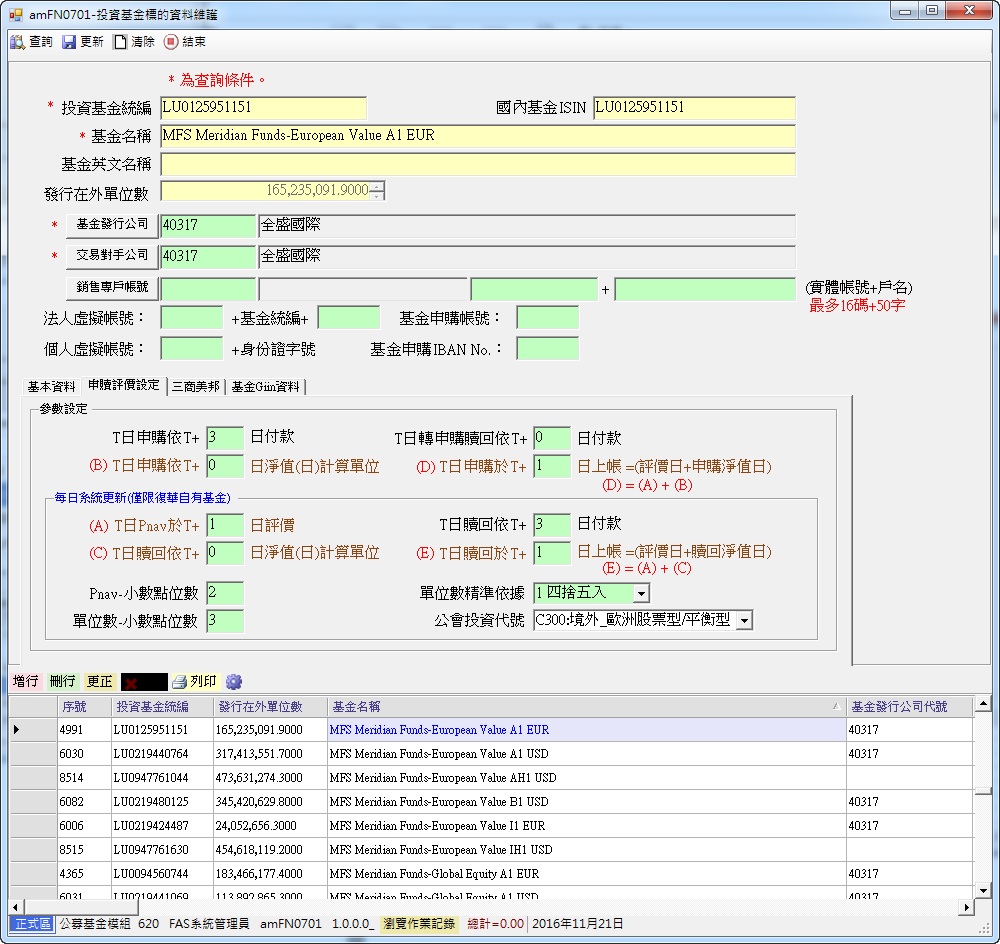 amFN0701-投資基金標的資料維護
查詢 更新 清除 結束
* 為查詢條件。
* 投資基金統編 LU0125951151 國內基金ISIN LU0125951151
* 基金名稱 MFS Meridian Funds-European Value A1 EUR
基金英文名稱
發行在外單位數 165,235,091.9000
* 基金發行公司 40317 全盛國際
* 交易對手公司 40317 全盛國際
銷售專戶帳號 + (實體帳號+戶名)
最多16碼+50字
法人虛擬帳號： +基金統編+ 基金申購帳號：
個人虛擬帳號： +身份證字號 基金申購IBAN No.：
基本資料 申贖評價設定 三商美邦 基金Giin資料
參數設定
T日申購依T+ 3 日付款 T日轉申購贖回依T+ 0 日付款
(B) T日申購依T+ 0 日淨值(日)計算單位 (D) T日申購於T+ 1 日上帳 =(評價日+申購淨值日)
(D) = (A) + (B)
每日系統更新(僅限復華自有基金)
(A) T日Pnav於T+ 1 日評價 T日贖回依T+ 3 日付款
(C) T日贖回依T+ 0 日淨值(日)計算單位 (E) T日贖回於T+ 1 日上帳 =(評價日+贖回淨值日)
(E) = (A) + (C)
Pnav-小數點位數 2 單位數精準依據 1 四捨五入
單位數-小數點位數 3 公會投資代號 C300:境外_歐洲股票型/平衡型
增行 刪行 更正 列印
序號 投資基金統編 發行在外單位數 基金名稱 基金發行公司代號
4991 LU0125951151 165,235,091.9000 MFS Meridian Funds-European Value A1 EUR 40317
6030 LU0219440764 317,413,551.7000 MFS Meridian Funds-European Value A1 USD 40317
8514 LU0947761044 473,631,274.3000 MFS Meridian Funds-European Value AH1 USD
6082 LU0219480125 345,420,629.8000 MFS Meridian Funds-European Value B1 USD 40317
6006 LU0219424487 24,052,656.3000 MFS Meridian Funds-European Value I1 EUR 40317
8515 LU0947761630 454,618,119.2000 MFS Meridian Funds-European Value IH1 USD
4365 LU0094560744 183,466,177.4000 MFS Meridian Funds-Global Equity A1 EUR 40317
6031 LU0219441069 113,892,865.3000 MFS Meridian Funds-Global Equity A1 USD 40317
正式區 公募基金模組 620 FAS系統管理員 amFN0701 1.0.0.0_ 瀏覽作業記錄 總計=0.00 2016年11月21日